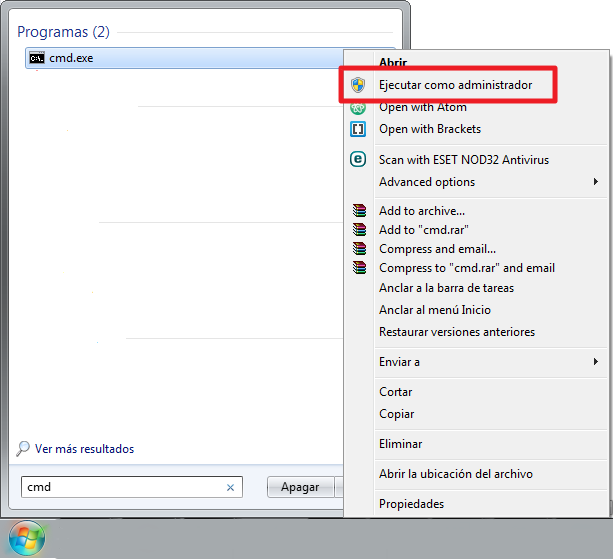 Programas (2)
cmd.exe
Abrir
Ejecutar como administrador
Open with Atom
Open with Brackets
Scan with ESET NOD32 Antivirus
Advanced options
Add to archive...
Add to "cmd.rar"
Compress and email...
Compress to "cmd.rar" and email
Anclar a la barra de tareas
Anclar al menú Inicio
Restaurar versiones anteriores
Enviar a
Cortar
Copiar
Eliminar
Abrir la ubicación del archivo
Propiedades
Ver más resultados
cmd
Apagar